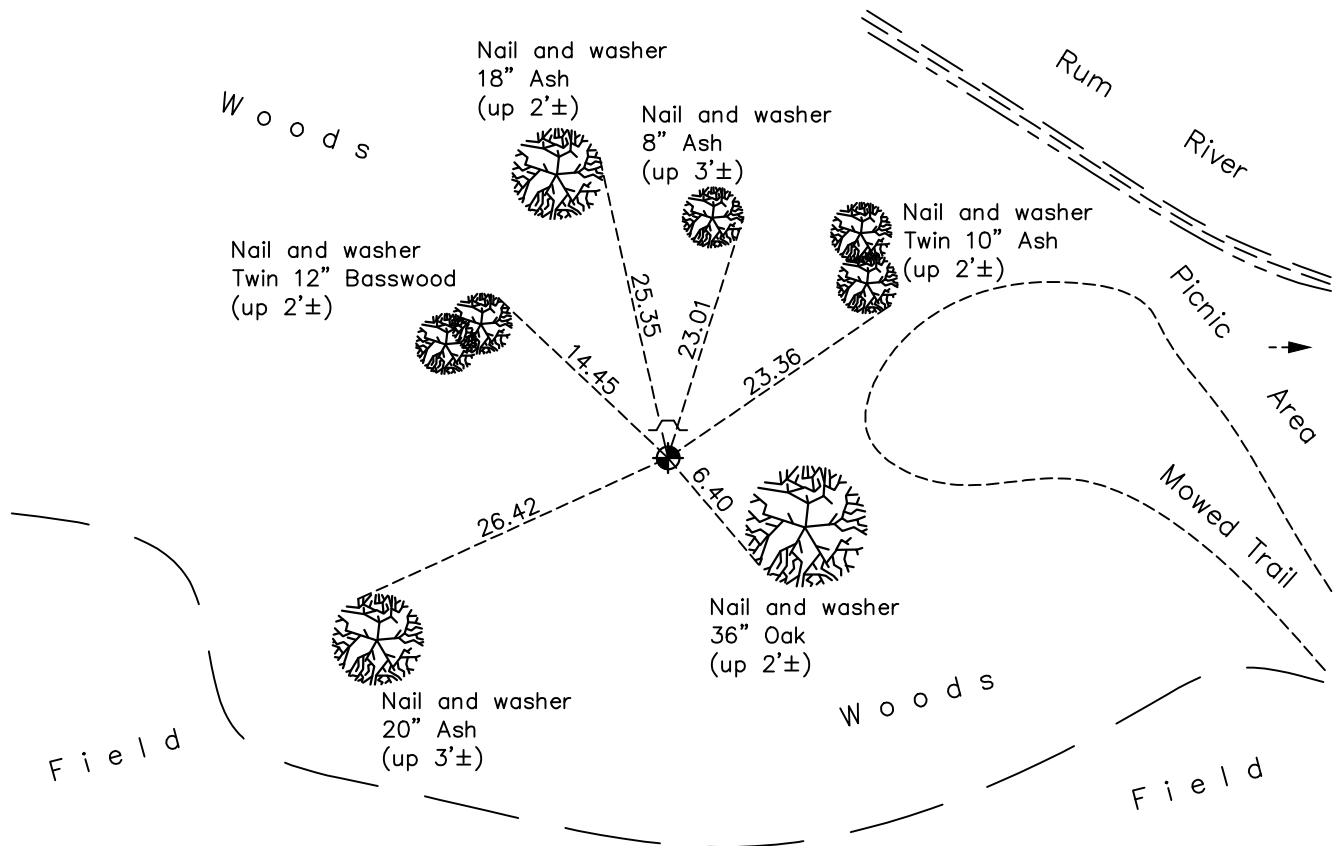 Nail and washer
18” Ash
(up 2’±)
Rum
River
W o o d s
Nail and washer
8” Ash
(up 3’±)
Nail and washer
Twin 10” Ash
(up 2’±)
Nail and washer
Twin 12” Basswood
(up 2’±)
Picnic
Area
25.35
23.01
14.45
23.36
6.40
26.42
Mowed Trail
Nail and washer
36” Oak
(up 2’±)
Nail and washer
20” Ash
(up 3’±)
W o o d s
F i e l d
F i e l d